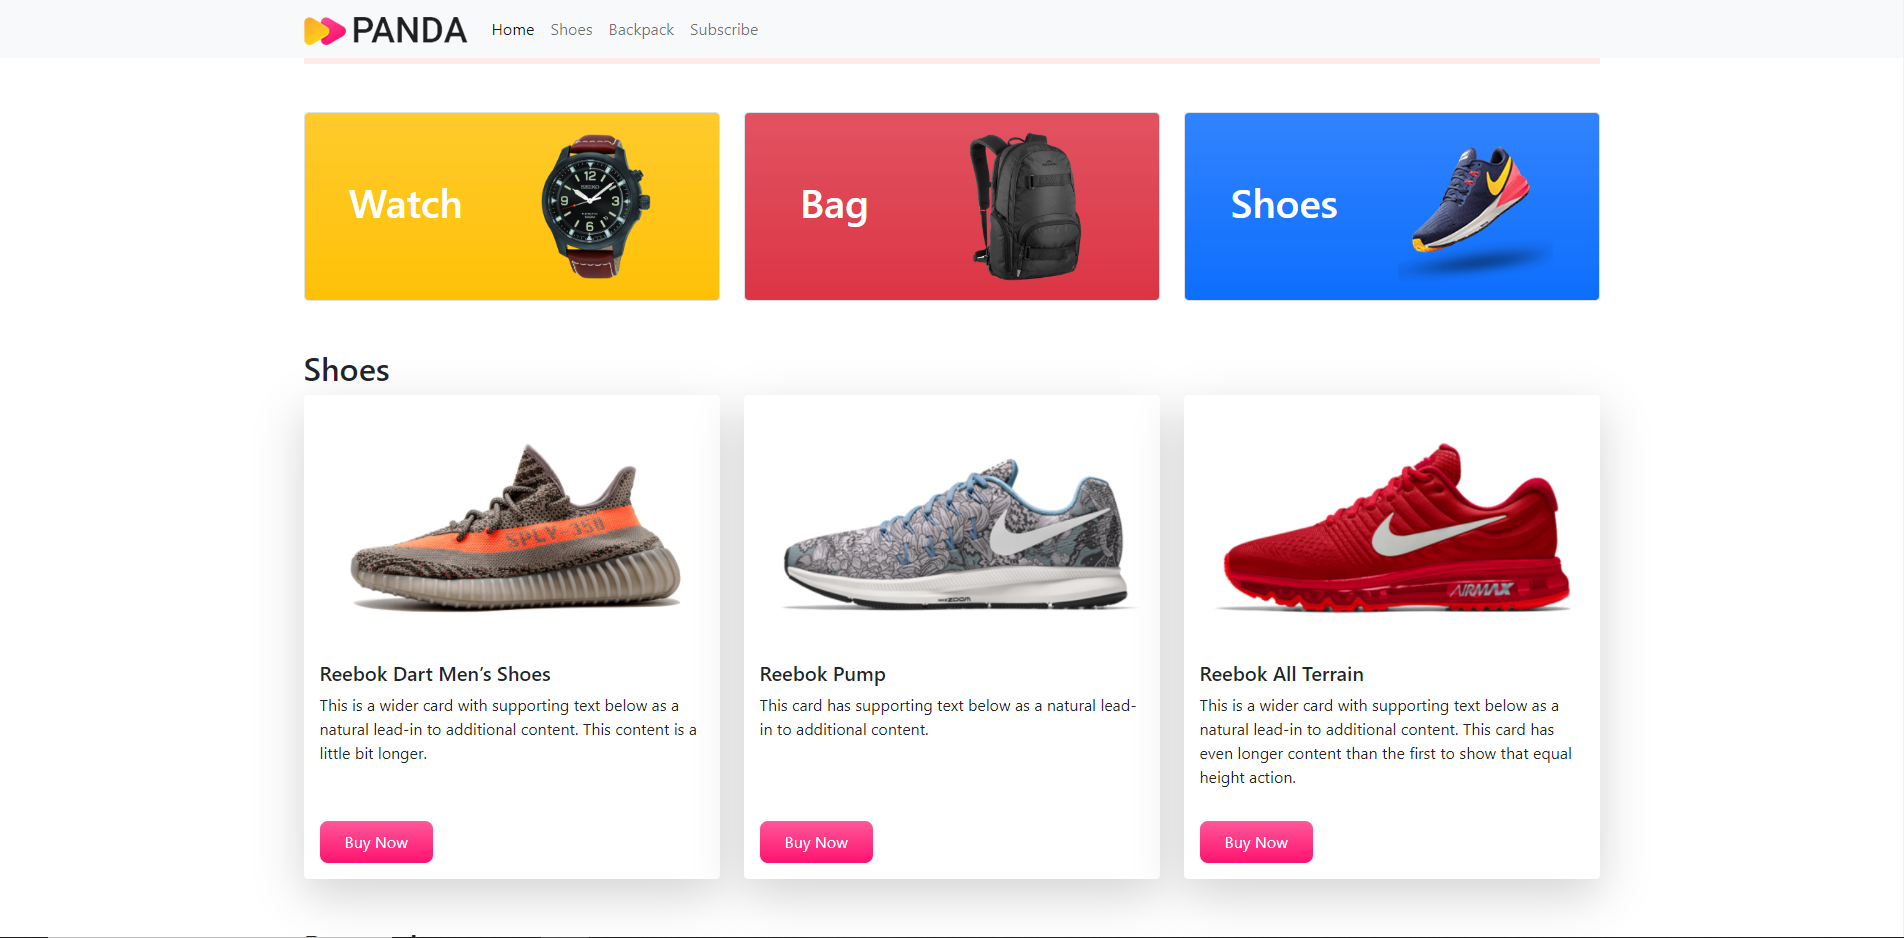 PANDA Home Shoes Backpack Subscribe
Watch
SEIKO
Bag
Shoes
Shoes
SPLY-350
ZOOM
AIRMAX
Reebok Dart Men’s Shoes
This is a wider card with supporting text below as a
natural lead-in to additional content. This content is a
little bit longer.
Buy Now
Reebok Pump
This card has supporting text below as a natural lead-
in to additional content.
Buy Now
Reebok All Terrain
This is a wider card with supporting text below as a
natural lead-in to additional content. This card has
even longer content than the first to show that equal
height action.
Buy Now